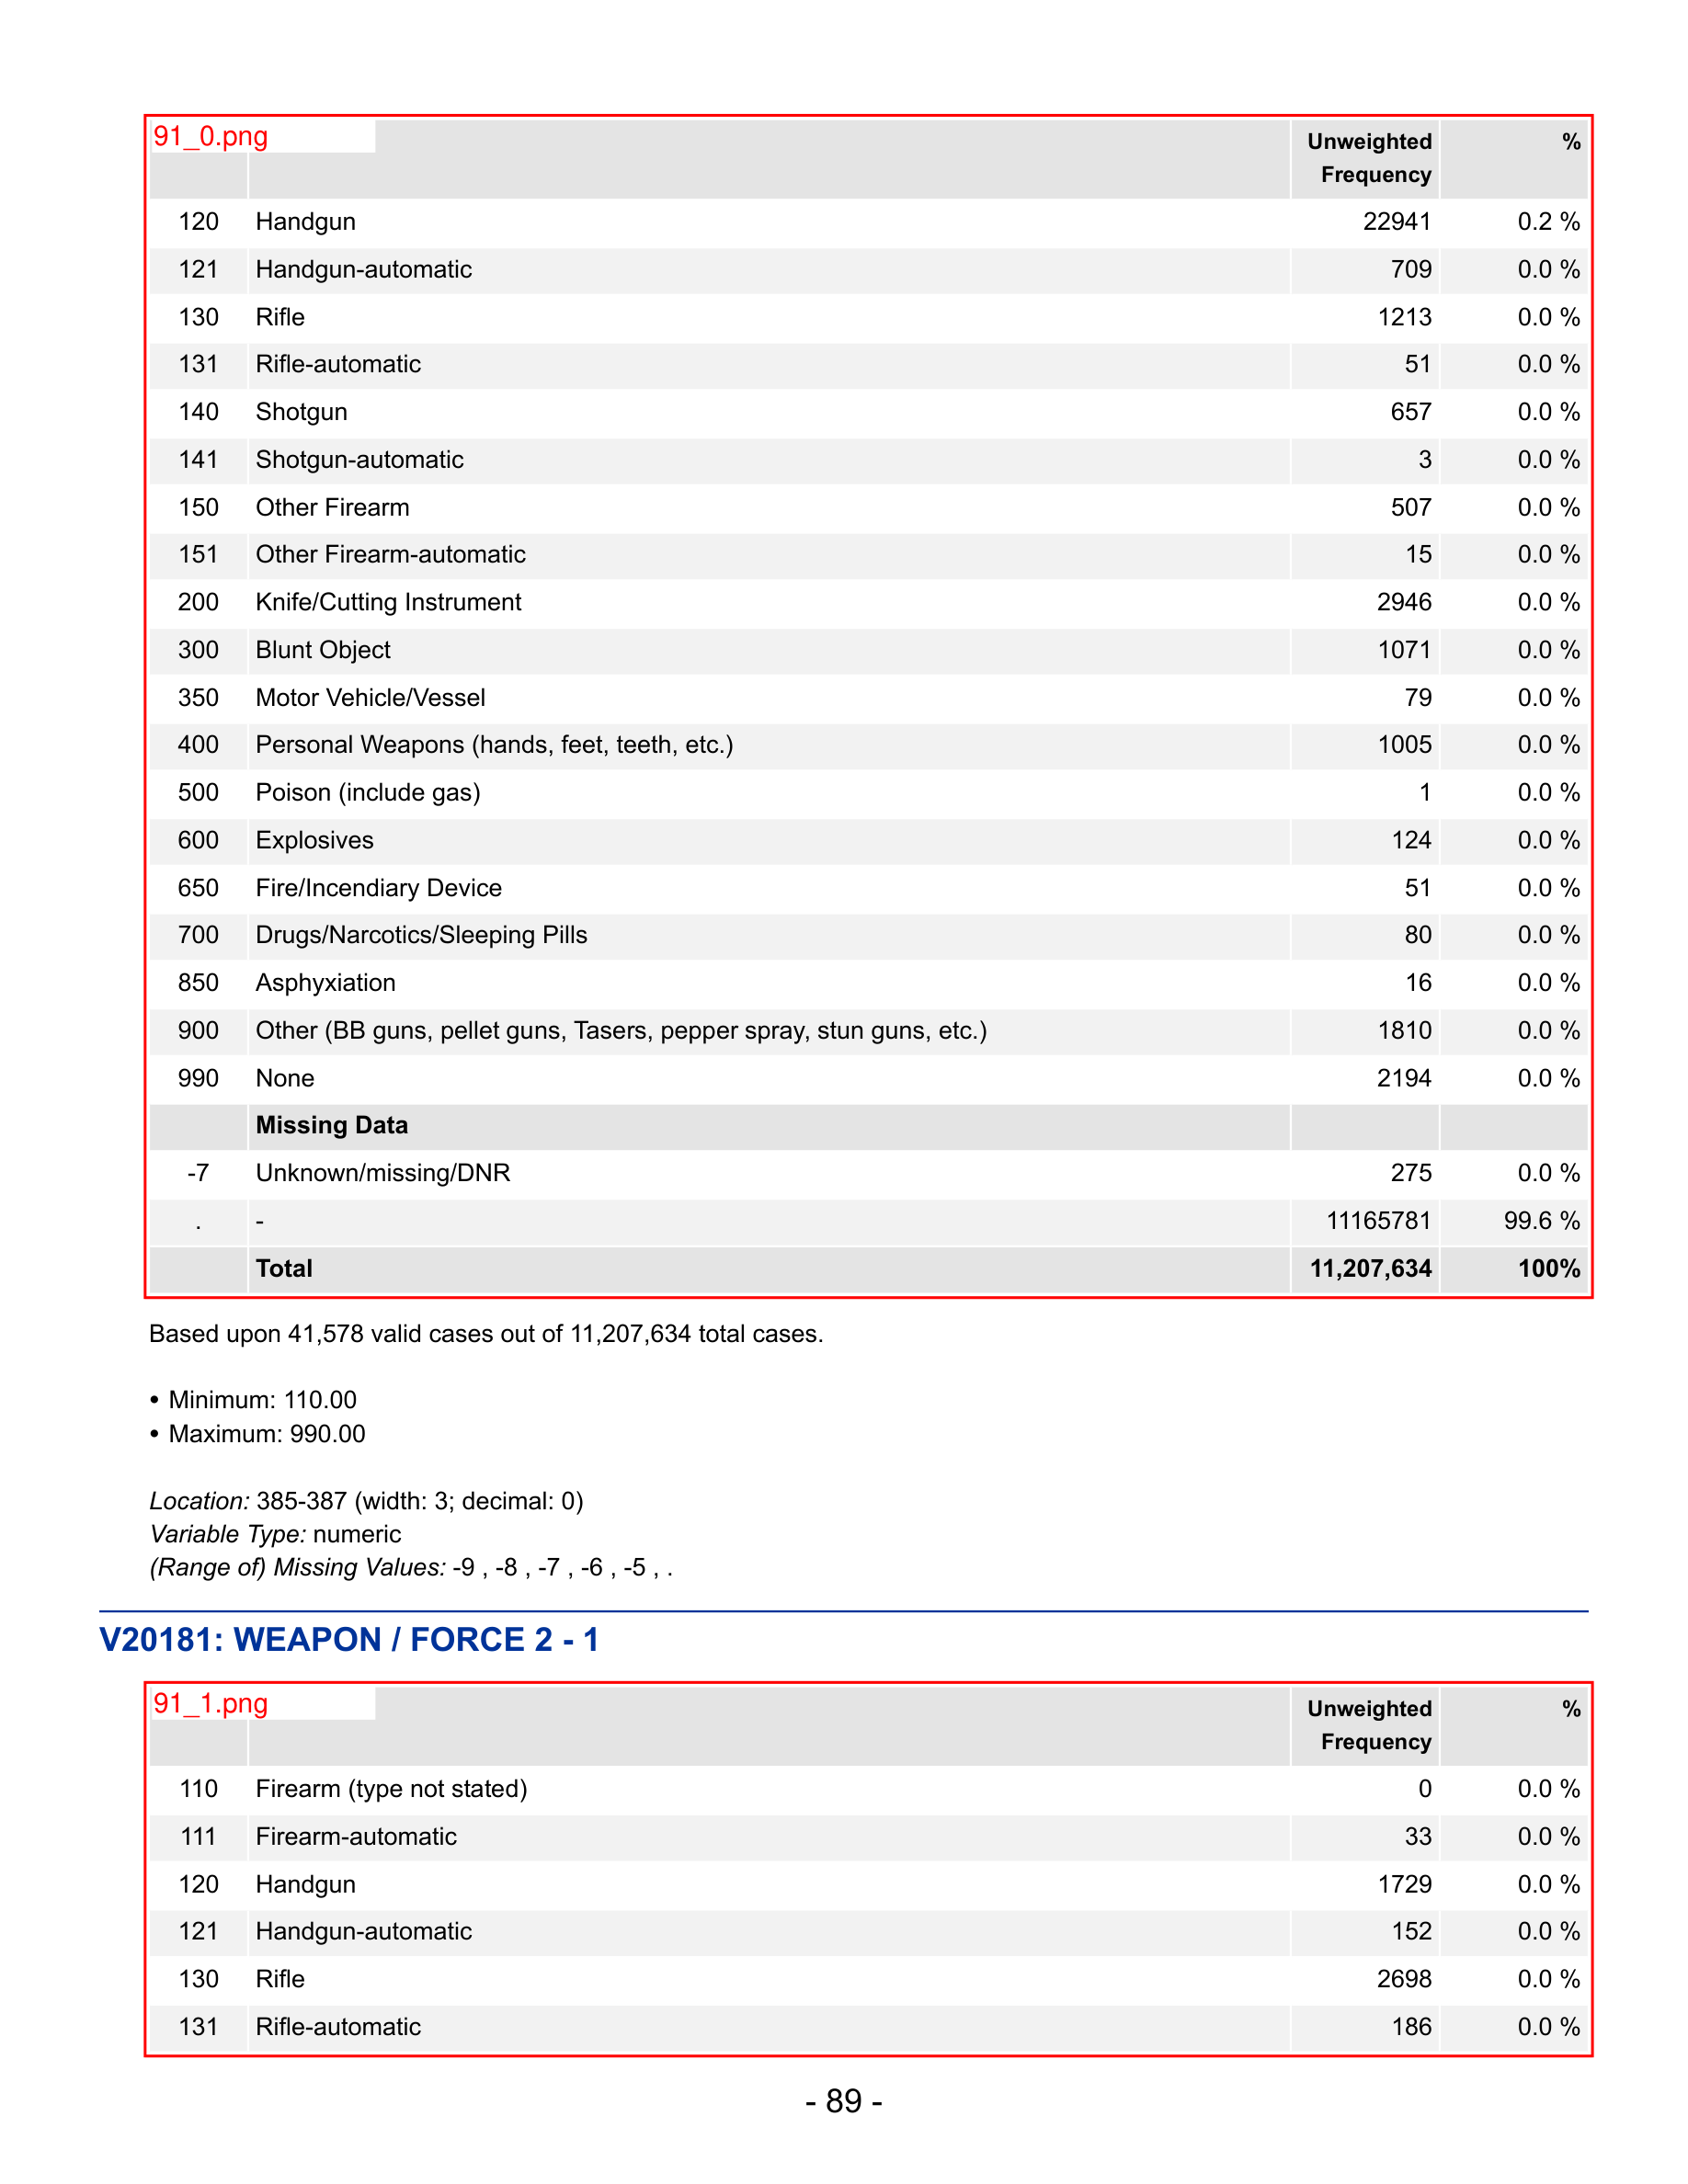 91_0.png
Unweighted Frequency %
120 Handgun 22941 0.2 %
121 Handgun-automatic 709 0.0 %
130 Rifle 1213 0.0 %
131 Rifle-automatic 51 0.0 %
140 Shotgun 657 0.0 %
141 Shotgun-automatic 3 0.0 %
150 Other Firearm 507 0.0 %
151 Other Firearm-automatic 15 0.0 %
200 Knife/Cutting Instrument 2946 0.0 %
300 Blunt Object 1071 0.0 %
350 Motor Vehicle/Vessel 79 0.0 %
400 Personal Weapons (hands, feet, teeth, etc.) 1005 0.0 %
500 Poison (include gas) 1 0.0 %
600 Explosives 124 0.0 %
650 Fire/Incendiary Device 51 0.0 %
700 Drugs/Narcotics/Sleeping Pills 80 0.0 %
850 Asphyxiation 16 0.0 %
900 Other (BB guns, pellet guns, Tasers, pepper spray, stun guns, etc.) 1810 0.0 %
990 None 2194 0.0 %
Missing Data
-7 Unknown/missing/DNR 275 0.0 %
. - 11165781 99.6 %
Total 11,207,634 100%
Based upon 41,578 valid cases out of 11,207,634 total cases.
• Minimum: 110.00
• Maximum: 990.00
Location: 385-387 (width: 3; decimal: 0)
Variable Type: numeric
(Range of) Missing Values: -9 , -8 , -7 , -6 , -5 , .
V20181: WEAPON / FORCE 2 - 1
91_1.png
Unweighted Frequency %
110 Firearm (type not stated) 0 0.0 %
111 Firearm-automatic 33 0.0 %
120 Handgun 1729 0.0 %
121 Handgun-automatic 152 0.0 %
130 Rifle 2698 0.0 %
131 Rifle-automatic 186 0.0 %
- 89 -